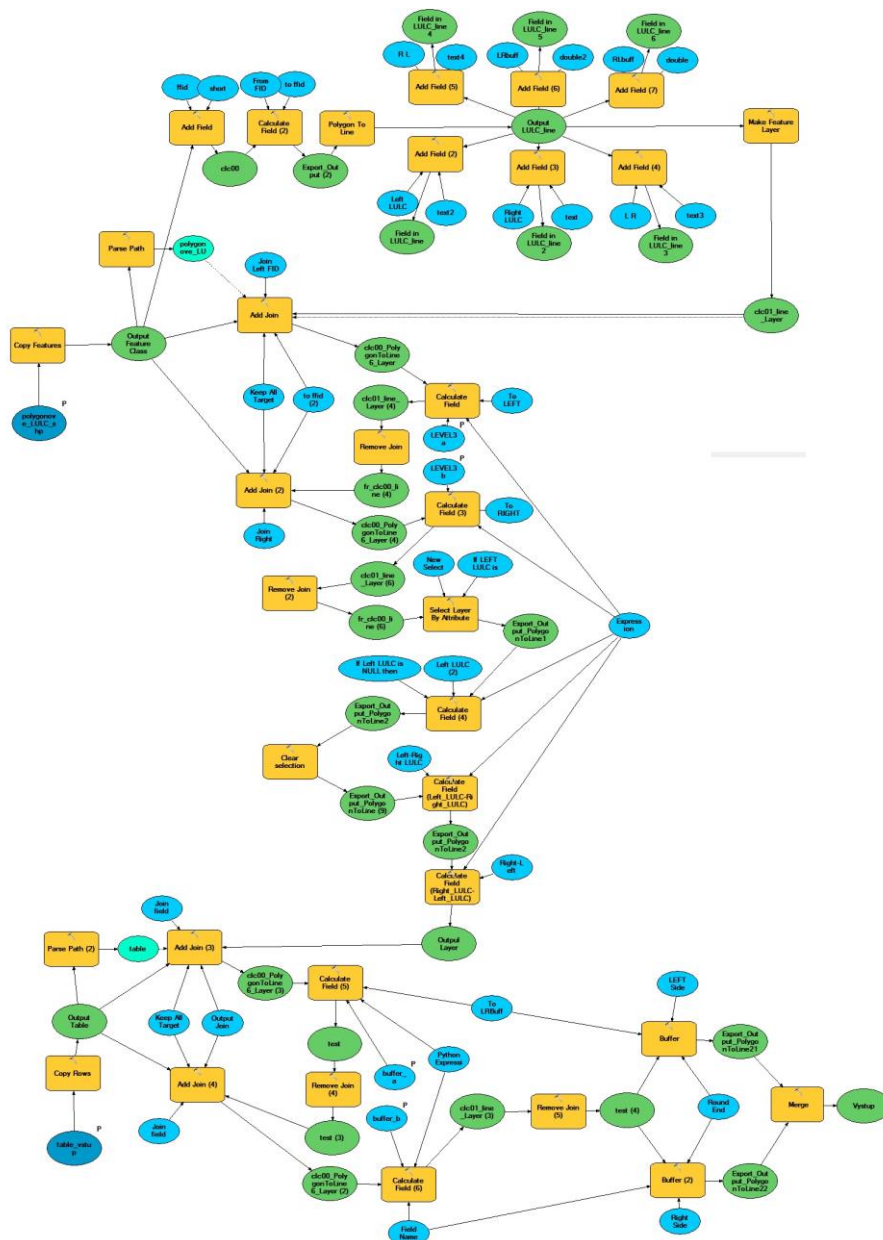 Field in
LULC_line
4
Field in
LULC_line
5
Field in
LULC_line
6
R L
text4
LRbuff
double2
RLbuff
double
ffid
short
From
FID
to ffid
Add Field (5)
Add Field (6)
Add Field (7)
Add Field
Calculate
Field (2)
Polygon To
Line
Output
LULC_line
Make Feature
Layer
clc00
Export_Out
put (2)
Add Field (2)
Add Field (3)
Add Field (4)
Left
LULC
text2
Right
LULC
text
L R
text3
Field in
LULC_line
Field in
LULC_line
2
Field in
LULC_line
3
Parse Path
polygon
ove_LU
Join
Left FID
Add Join
clc01_line
_Layer
Copy Features
Output
Feature
Class
clc00_Pol
ygonToLine
6_Layer
P
polygonov
e_LULC_s
hp
Keep All
Target
to ffid
(2)
clc01_line_
Layer (4)
Calculate
Field
To
LEFT
P
LEVEL3
a
Remove Join
P
LEVEL3
b
Add Join (2)
fr_clc00_li
ne (4)
Calculate
Field (3)
To
RIGHT
Join
Right
clc00_Pol
ygonToLine
6_Layer (4)
Remove Join
(2)
clc01_line
_Layer (6)
New
Select
If LEFT
LULC is
fr_clc00_li
ne (6)
Select Layer
By Attribute
Export_Out
put_Polygo
nToLine1
Express
ion
If Left LULC is
NULL then
Left LULC
(2)
Export_Out
put_Polygo
nToLine2
Calculate
Field (4)
Clear
selection
Left-Rig
ht LULC
Export_Out
put_Polygo
nToLine (9)
Calculate
Field
(Left_LULC-Ri
ght_LULC)
Export_Out
put_Polygo
nToLine2
Calculate
Field
(Right_LULC-
Left_LULC)
Right-L
eft
Join
field
Parse Path (2)
table
Add Join (3)
Output
Layer
clc00_Pol
ygonToLine
6_Layer (3)
Calculate
Field (5)
LEFT
Side
Output
Table
Keep All
Target
Output
Join
To
LRBuff
Buffer
Export_Out
put_Polygo
nToLine21
test
Python
Expressi
Copy Rows
Add Join (4)
Remove Join
(4)
P
buffer_
a
P
buffer_b
clc01_line
_Layer (3)
Remove Join
(5)
test (4)
Round
End
Merge
Vystup
P
table_vstu
p
Join
field
test (3)
clc00_Pol
ygonToLine
6_Layer (2)
Calculate
Field (6)
Buffer (2)
Export_Out
put_Polygo
nToLine22
Field
Name
Right
Side